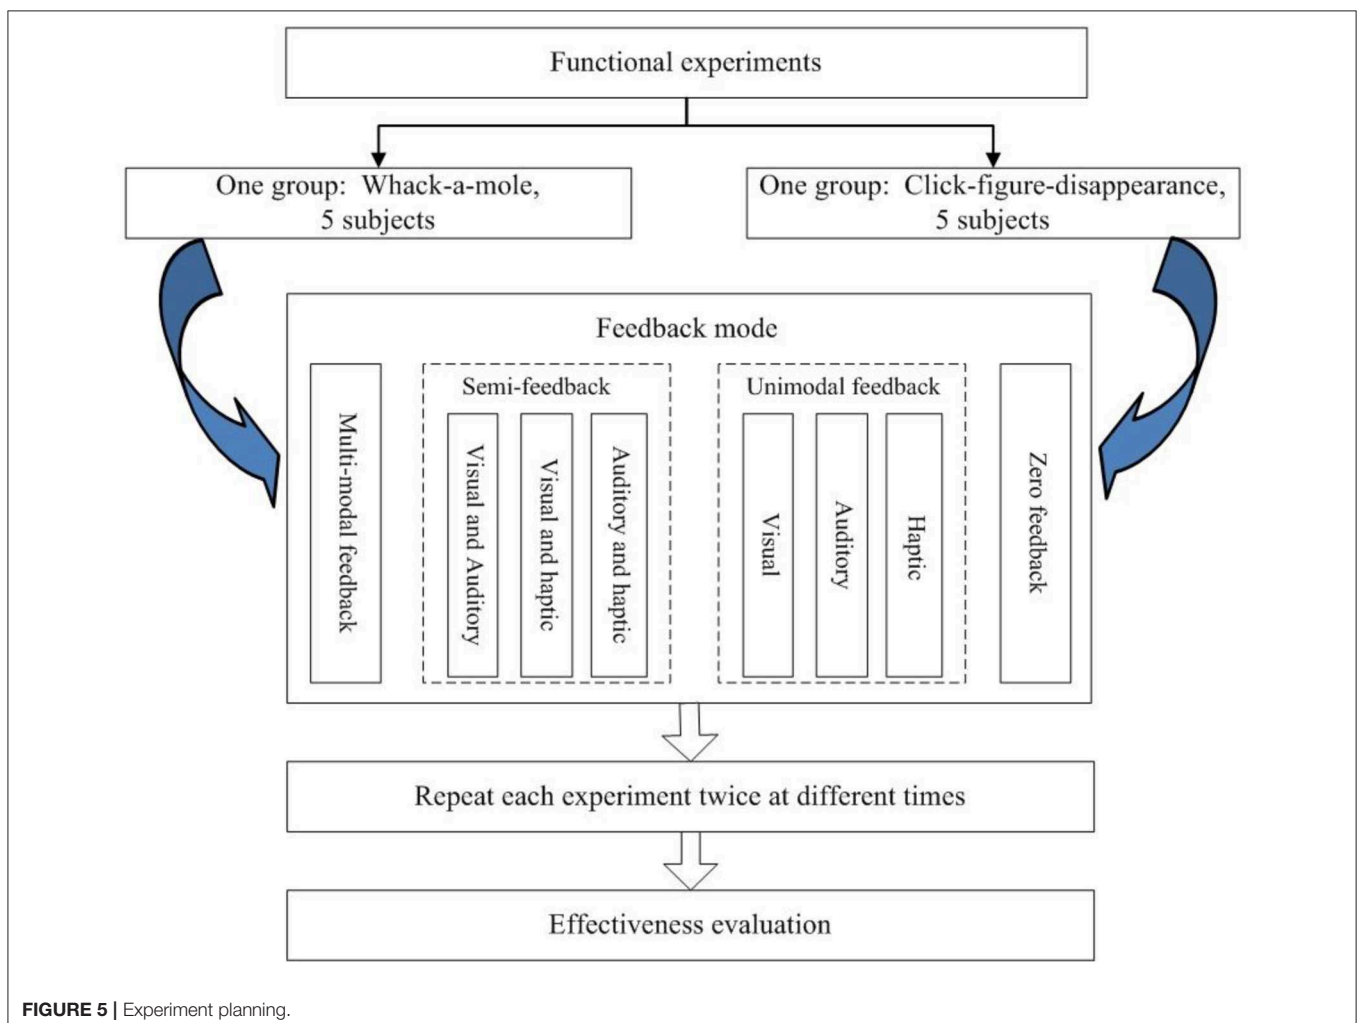 Functional experiments
One group: Whack-a-mole,
5 subjects
One group: Click-figure-disappearance,
5 subjects
Feedback mode
Multi-modal feedback
Semi-feedback
Visual and Auditory
Visual and haptic
Auditory and haptic
Unimodal feedback
Visual
Auditory
Haptic
Zero feedback
Repeat each experiment twice at different times
Effectiveness evaluation
FIGURE 5 | Experiment planning.